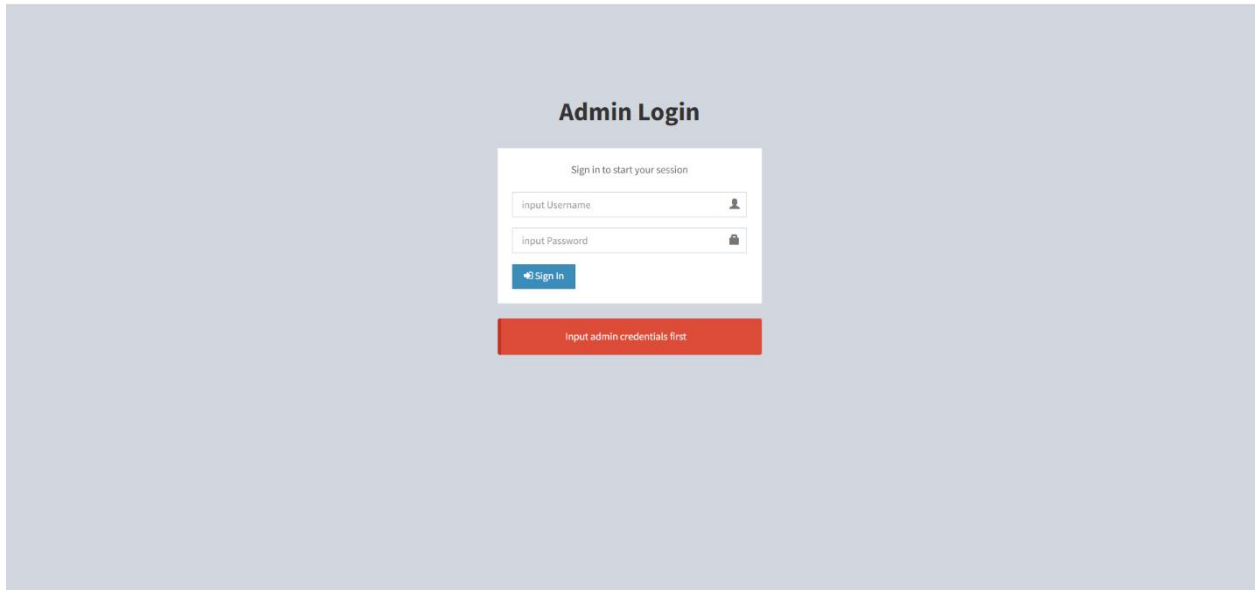 Admin Login
Sign in to start your session
input Username
input Password
Sign In
Input admin credentials first